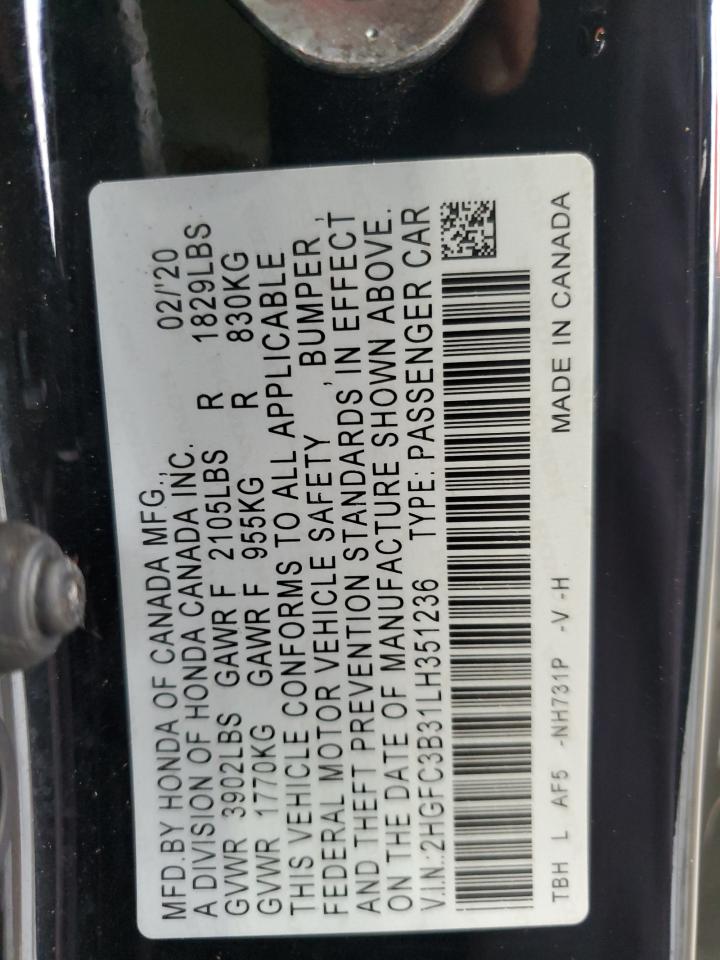 MFD.BY HONDA OF CANADA MFG., 02/'20
A DIVISION OF HONDA CANADA INC.
GVWR 3902LBS GAWR F 2105LBS R 1829LBS
GVWR 1770KG GAWR F 955KG R 830KG
THIS VEHICLE CONFORMS TO ALL APPLICABLE
FEDERAL MOTOR VEHICLE SAFETY , BUMPER ,
AND THEFT PREVENTION STANDARDS IN EFFECT
ON THE DATE OF MANUFACTURE SHOWN ABOVE.
V.I.N.:2HGFC3B31LH351236 TYPE: PASSENGER CAR
TBH L AF5 -NH731P -V -H MADE IN CANADA